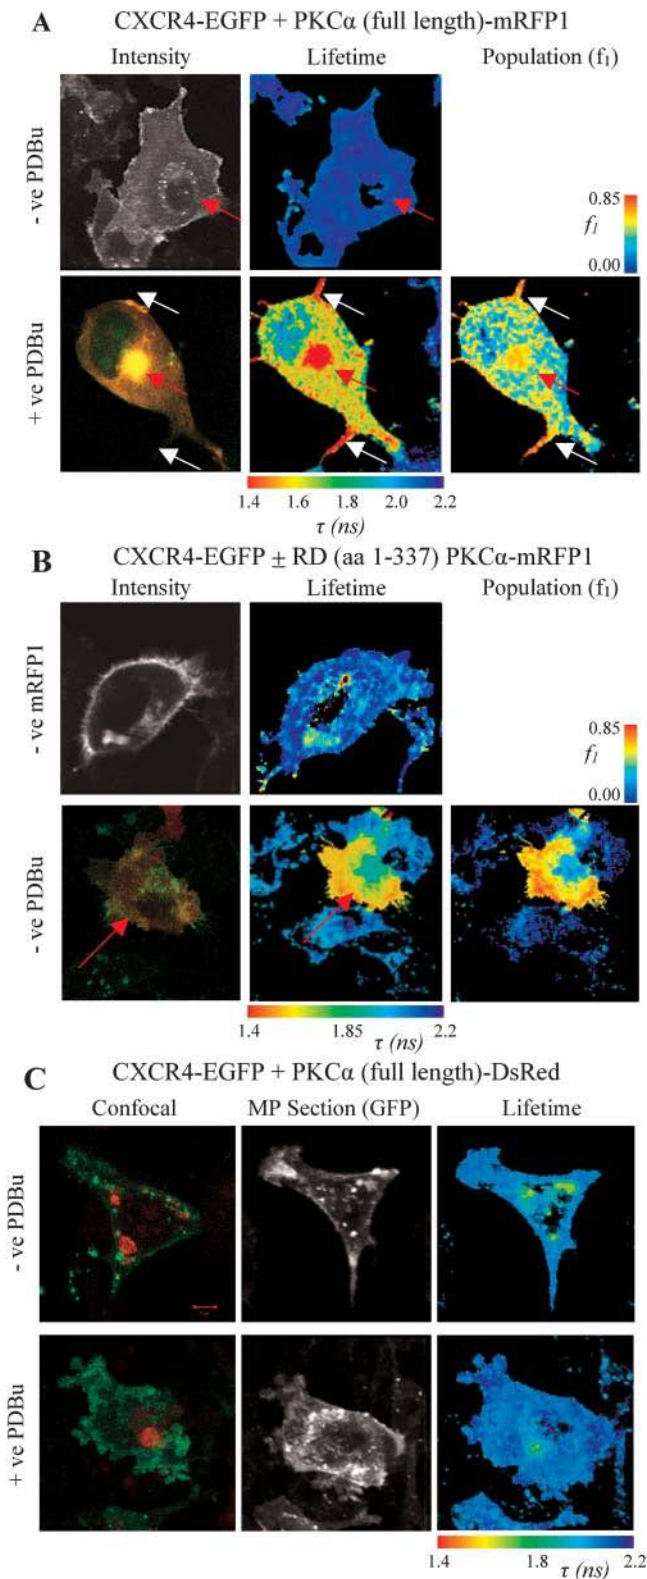 A CXCR4-EGFP + PKCα (full length)-mRFP1
Intensity Lifetime Population (f₁)
- ve PDBu
0.85
f₁
0.00
+ ve PDBu
1.4 1.6 1.8 2.0 2.2
τ (ns)
B CXCR4-EGFP ± RD (aa 1-337) PKCα-mRFP1
Intensity Lifetime Population (f₁)
- ve mRFP1
0.85
f₁
0.00
- ve PDBu
1.4 1.85 2.2
τ (ns)
C CXCR4-EGFP + PKCα (full length)-DsRed
Confocal MP Section (GFP) Lifetime
- ve PDBu
+ ve PDBu
1.4 1.8 2.2
τ (ns)